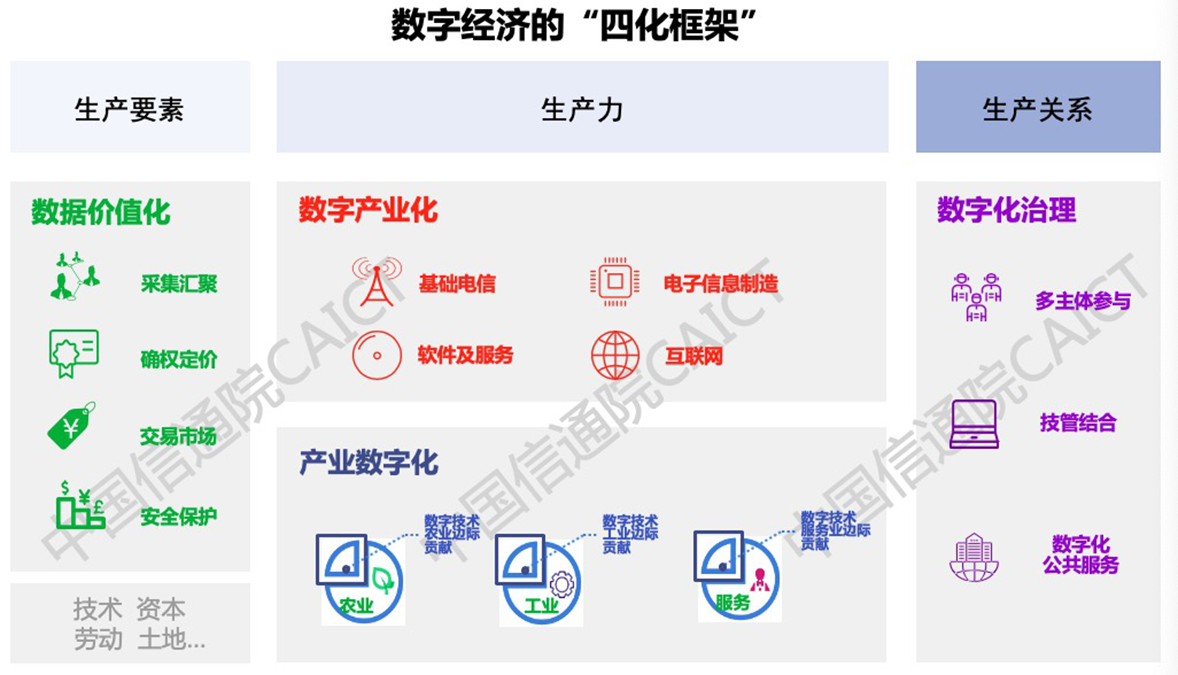 数字经济的“四化框架”
生产要素
生产力
生产关系
数据价值化
采集汇聚
确权定价
¥
交易市场
$ ¥ £
安全保护
技术 资本
劳动 土地...
数字产业化
基础电信
电子信息制造
软件及服务
互联网
产业数字化
数字技术
农业边际
贡献
农业
数字技术
工业边际
贡献
工业
数字技术
服务业边际
贡献
服务
数字化治理
多主体参与
技管结合
数字化
公共服务
中国信通院CAICT
中国信通院CAICT
中国信通院CAICT